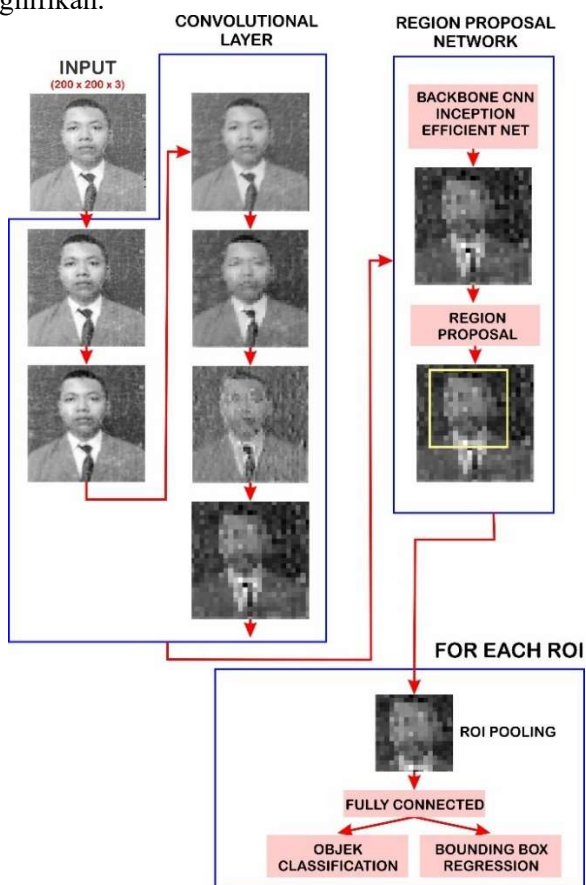 CONVOLUTIONAL
LAYER
REGION PROPOSAL
NETWORK
INPUT
(200 x 200 x 3)
BACKBONE CNN
INCEPTION
EFFICIENT NET
REGION
PROPOSAL
FOR EACH ROI
ROI POOLING
FULLY CONNECTED
OBJEK
CLASSIFICATION
BOUNDING BOX
REGRESSION